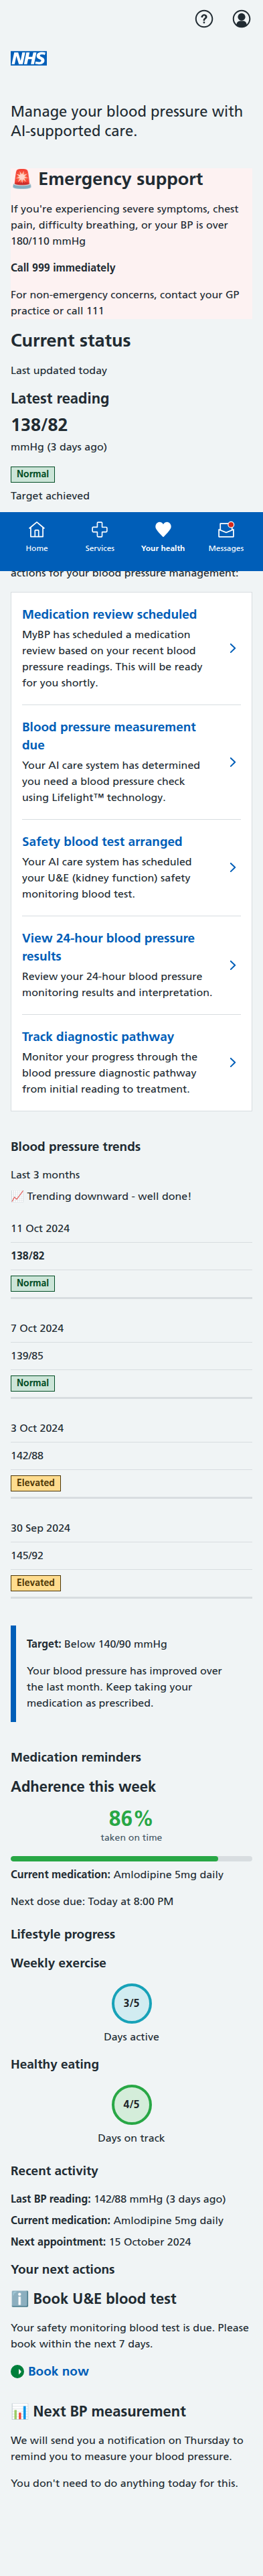 NHS
Manage your blood pressure with
AI-supported care.
🚨 Emergency support
If you're experiencing severe symptoms, chest
pain, difficulty breathing, or your BP is over
180/110 mmHg
Call 999 immediately
For non-emergency concerns, contact your GP
practice or call 111
Current status
Last updated today
Latest reading
138/82
mmHg (3 days ago)
Normal
Target achieved
Home Services Your health Messages
actions for your blood pressure management.
Medication review scheduled
MyBP has scheduled a medication
review based on your recent blood
pressure readings. This will be ready
for you shortly.
Blood pressure measurement
due
Your AI care system has determined
you need a blood pressure check
using Lifelight™ technology.
Safety blood test arranged
Your AI care system has scheduled
your U&E (kidney function) safety
monitoring blood test.
View 24-hour blood pressure
results
Review your 24-hour blood pressure
monitoring results and interpretation.
Track diagnostic pathway
Monitor your progress through the
blood pressure diagnostic pathway
from initial reading to treatment.
Blood pressure trends
Last 3 months
📈 Trending downward - well done!
11 Oct 2024
138/82
Normal
7 Oct 2024
139/85
Normal
3 Oct 2024
142/88
Elevated
30 Sep 2024
145/92
Elevated
Target: Below 140/90 mmHg
Your blood pressure has improved over
the last month. Keep taking your
medication as prescribed.
Medication reminders
Adherence this week
86%
taken on time
Current medication: Amlodipine 5mg daily
Next dose due: Today at 8:00 PM
Lifestyle progress
Weekly exercise
3/5
Days active
Healthy eating
4/5
Days on track
Recent activity
Last BP reading: 142/88 mmHg (3 days ago)
Current medication: Amlodipine 5mg daily
Next appointment: 15 October 2024
Your next actions
ℹ️ Book U&E blood test
Your safety monitoring blood test is due. Please
book within the next 7 days.
Book now
📊 Next BP measurement
We will send you a notification on Thursday to
remind you to measure your blood pressure.
You don't need to do anything today for this.